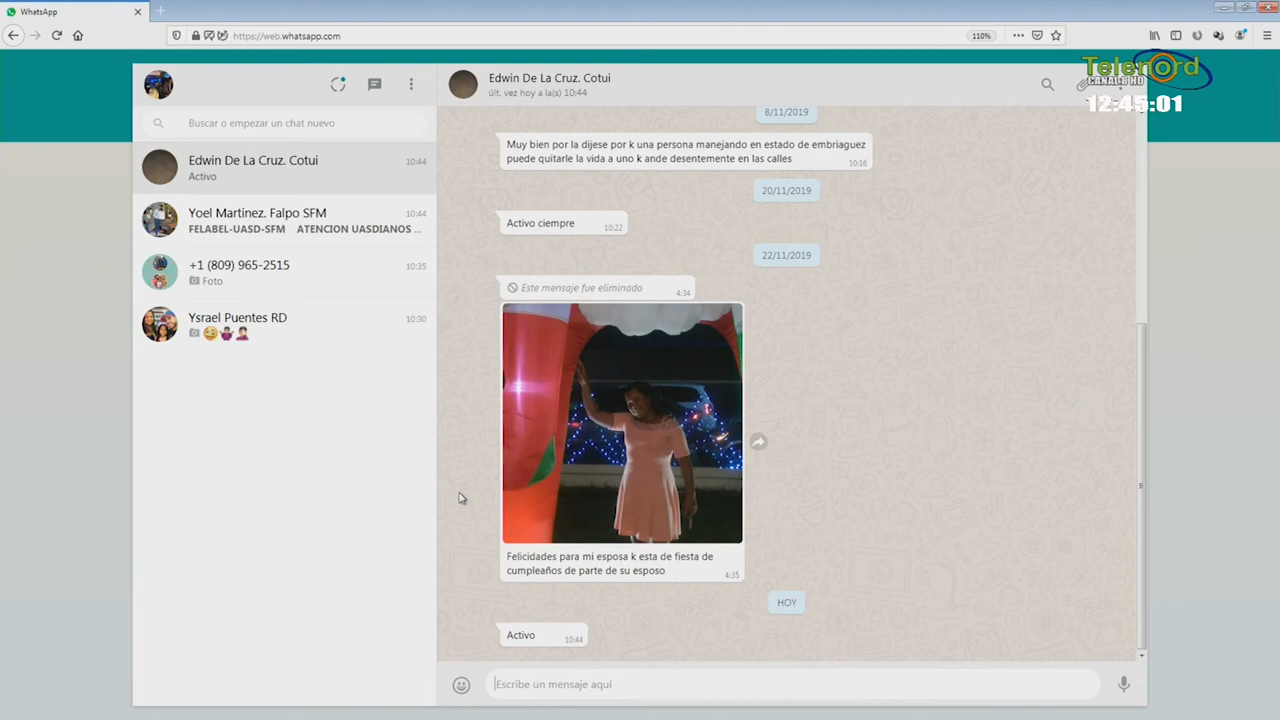 WhatsApp
https://web.whatsapp.com
110%
Telenord
CANAL 8 HD
12:45:01
Edwin De La Cruz. Cotui
últ. vez hoy a la(s) 10:44
Buscar o empezar un chat nuevo
Edwin De La Cruz. Cotui
10:44
Activo
Yoel Martinez. Falpo SFM
10:44
FELABEL-UASD-SFM ATENCION UASDIANOS ...
+1 (809) 965-2515
10:35
Foto
Ysrael Puentes RD
10:30
8/11/2019
Muy bien por la dijese por k una persona manejando en estado de embriaguez
puede quitarle la vida a uno k ande desentemente en las calles
10:16
20/11/2019
Activo ciempre
10:22
22/11/2019
Este mensaje fue eliminado
4:34
Felicidades para mi esposa k esta de fiesta de
cumpleaños de parte de su esposo
4:35
HOY
Activo
10:44
Escribe un mensaje aquí